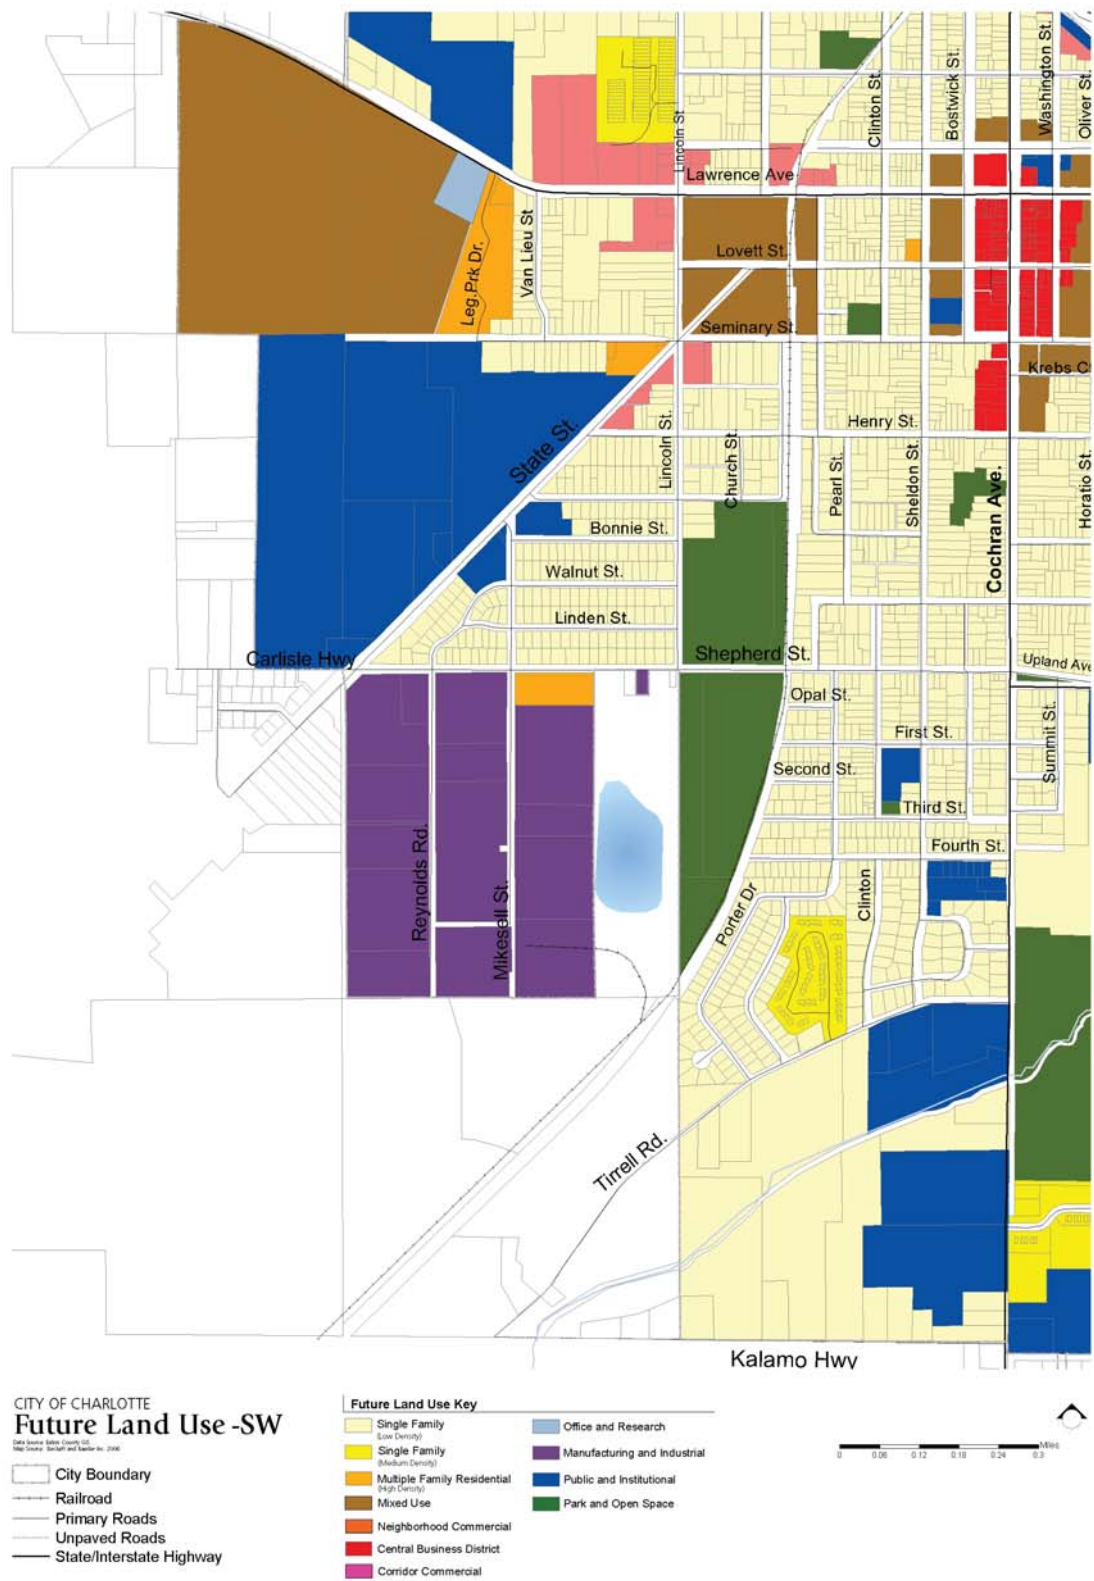 Clinton St.
Bostwick St.
Washington St.
Oliver St.
Lincoln St
Lawrence Ave
Van Lieu St
Leg.Prk Dr.
Lovett St.
Seminary St.
Krebs C
State St.
Lincoln St.
Church St.
Henry St.
Pearl St.
Sheldon St.
Cochran Ave.
Horatio St.
Bonnie St.
Walnut St.
Linden St.
Carlisle Hwy
Shepherd St.
Upland Ave
Opal St.
First St.
Summit St.
Second St.
Third St.
Fourth St.
Reynolds Rd.
Mikesell St.
Porter Dr
Clinton
Tirrell Rd.
Kalamo Hwy
CITY OF CHARLOTTE
Future Land Use -SW
City Boundary
Railroad
Primary Roads
Unpaved Roads
State/Interstate Highway
Future Land Use Key
Single Family
(Low Density)
Single Family
(Medium Density)
Multiple Family Residential
(High Density)
Mixed Use
Neighborhood Commercial
Central Business District
Corridor Commercial
Office and Research
Manufacturing and Industrial
Public and Institutional
Park and Open Space
Miles
0 0.06 0.12 0.18 0.24 0.3